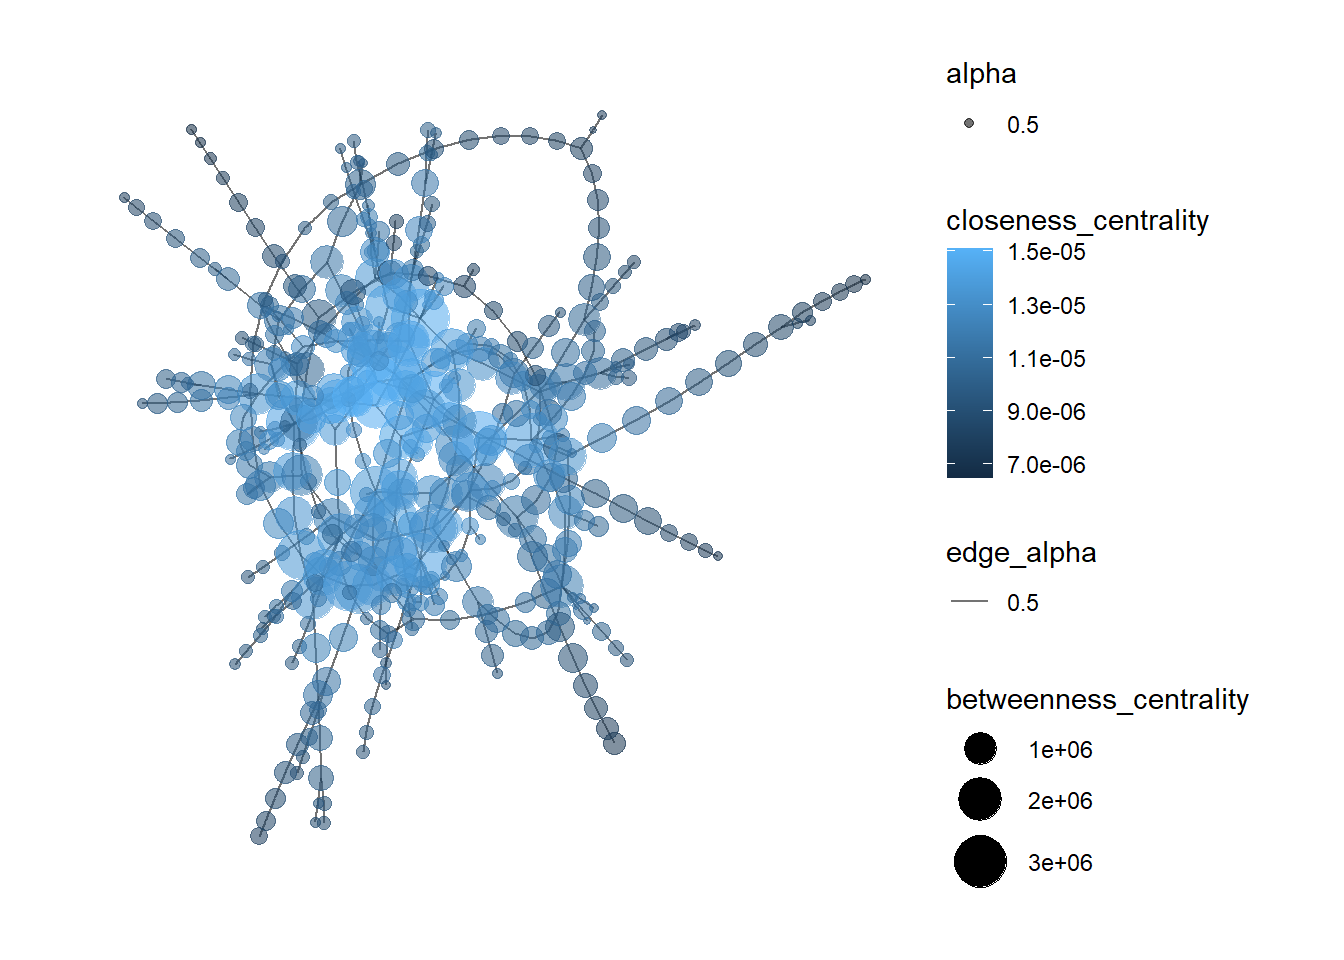 alpha
0.5
closeness_centrality
1.5e-05
1.3e-05
1.1e-05
9.0e-06
7.0e-06
edge_alpha
0.5
betweenness_centrality
1e+06
2e+06
3e+06